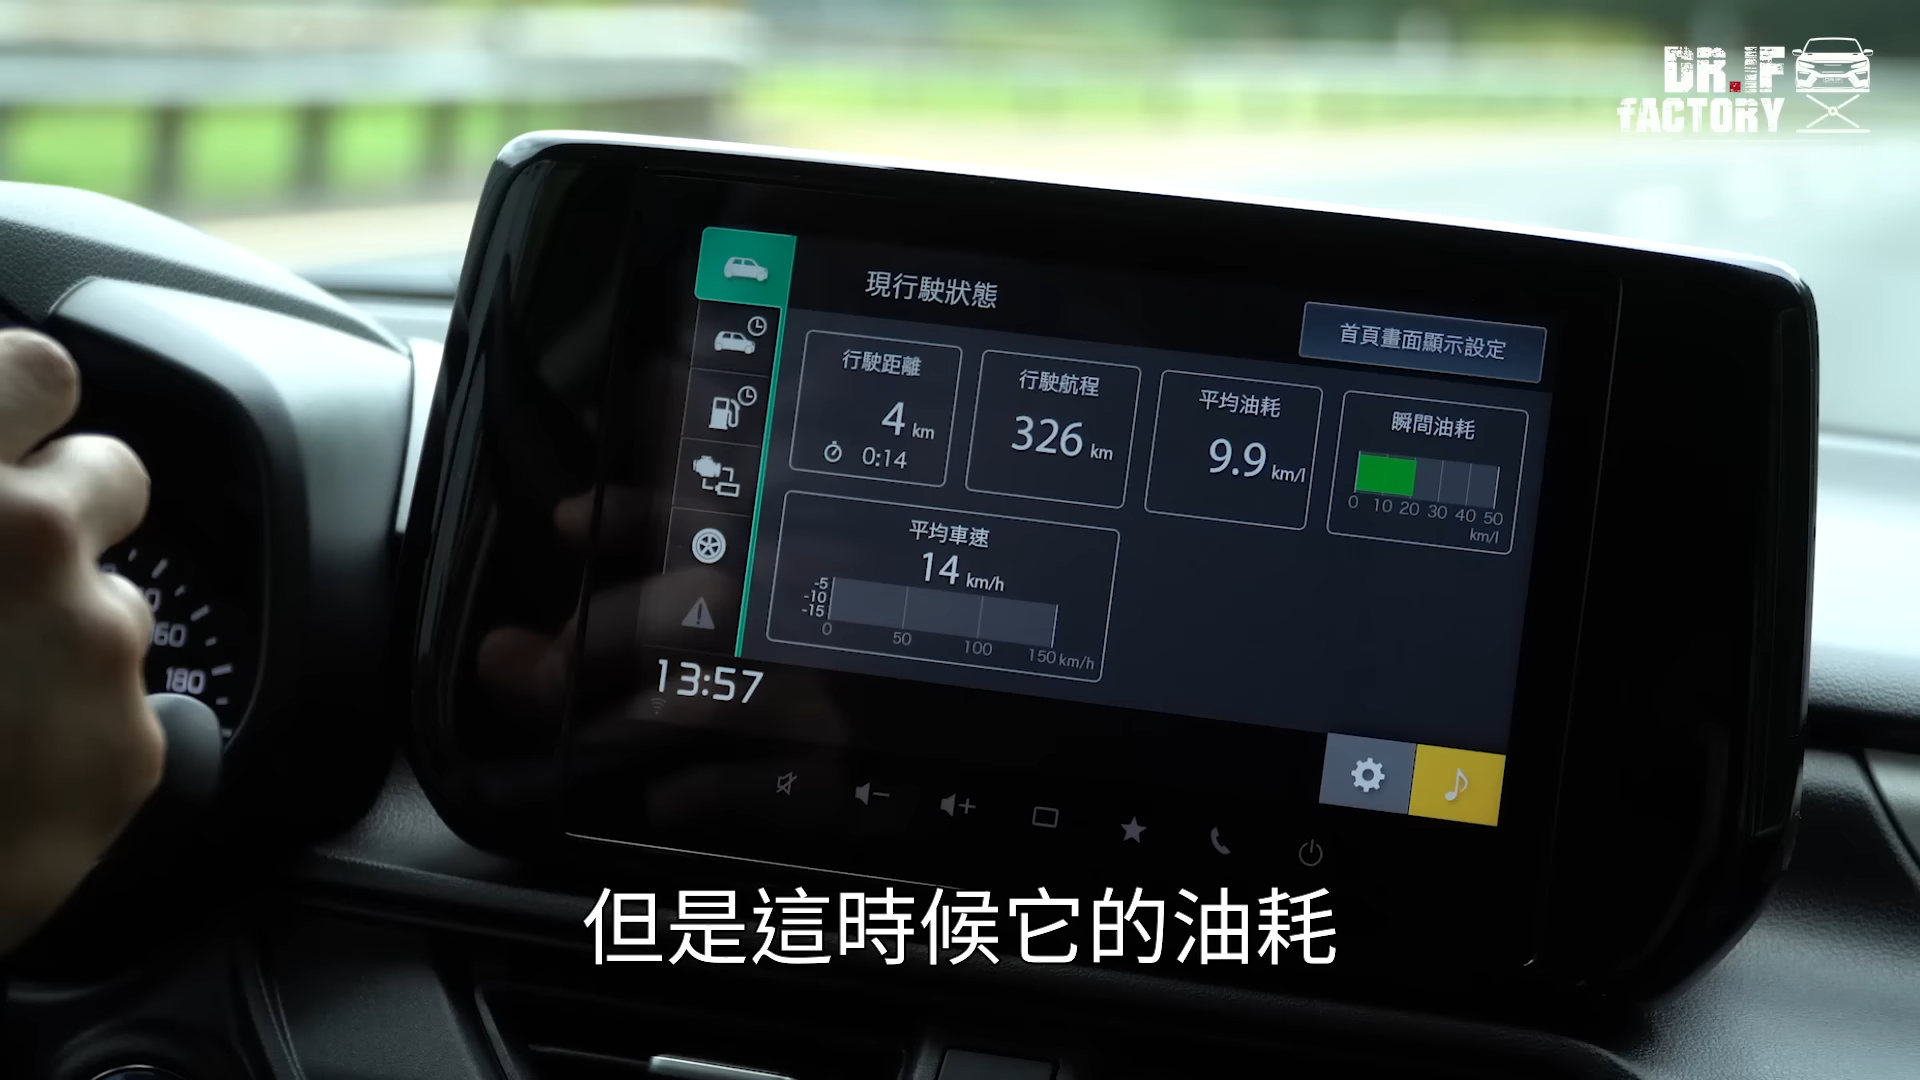 DR.IF
fACTORY
現行駛狀態
首頁畫面顯示設定
行駛距離
4 km
0:14
行駛航程
326 km
平均油耗
9.9 km/l
瞬間油耗
0 10 20 30 40 50
km/l
平均車速
14 km/h
-5
-10
-15
0 50 100 150 km/h
60
180
13:57
但是這時候它的油耗